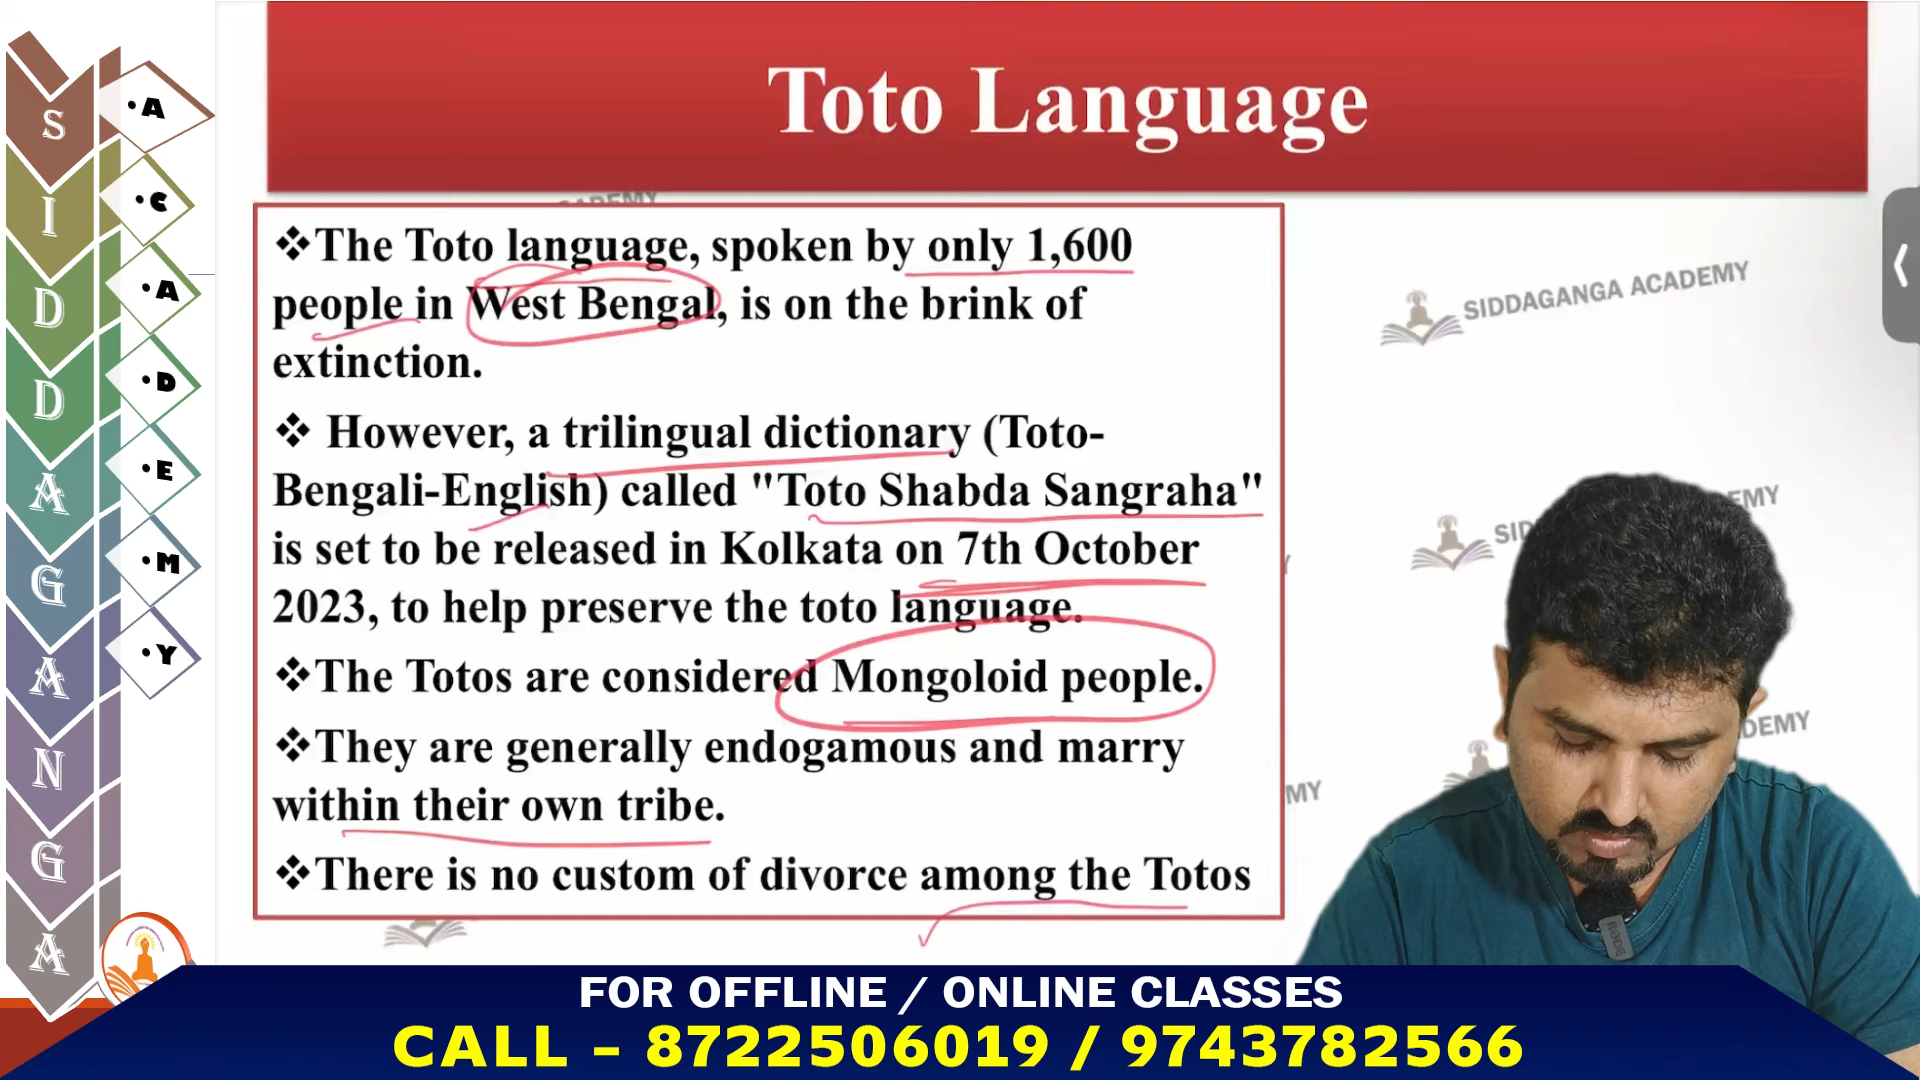 Toto Language
❖The Toto language, spoken by only 1,600
people in West Bengal, is on the brink of
extinction.
❖ However, a trilingual dictionary (Toto-
Bengali-English) called "Toto Shabda Sangraha"
is set to be released in Kolkata on 7th October
2023, to help preserve the toto language.
❖The Totos are considered Mongoloid people.
❖They are generally endogamous and marry
within their own tribe.
❖There is no custom of divorce among the Totos
S
I
D
D
A
G
A
N
G
A
•A
•C
•A
•D
•E
•M
•Y
SIDDAGANGA ACADEMY
FOR OFFLINE / ONLINE CLASSES
CALL – 8722506019 / 9743782566